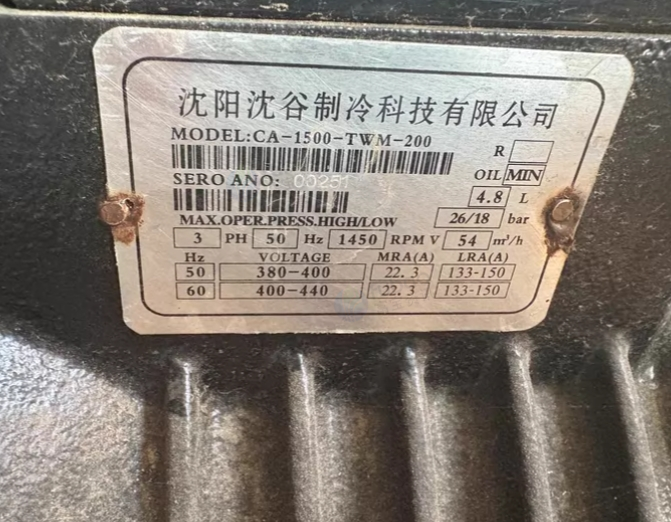 沈阳沈谷制冷科技有限公司
MODEL:CA-1500-TWM-200
R
OIL MIN
SERO ANO: 00251
4.8 L
MAX.OPER.PRESS.HIGH/LOW 26/18 bar
3 PH 50 Hz 1450 RPM V 54 m³/h
Hz VOLTAGE MRA(A) LRA(A)
50 380-400 22.3 133-150
60 400-440 22.3 133-150